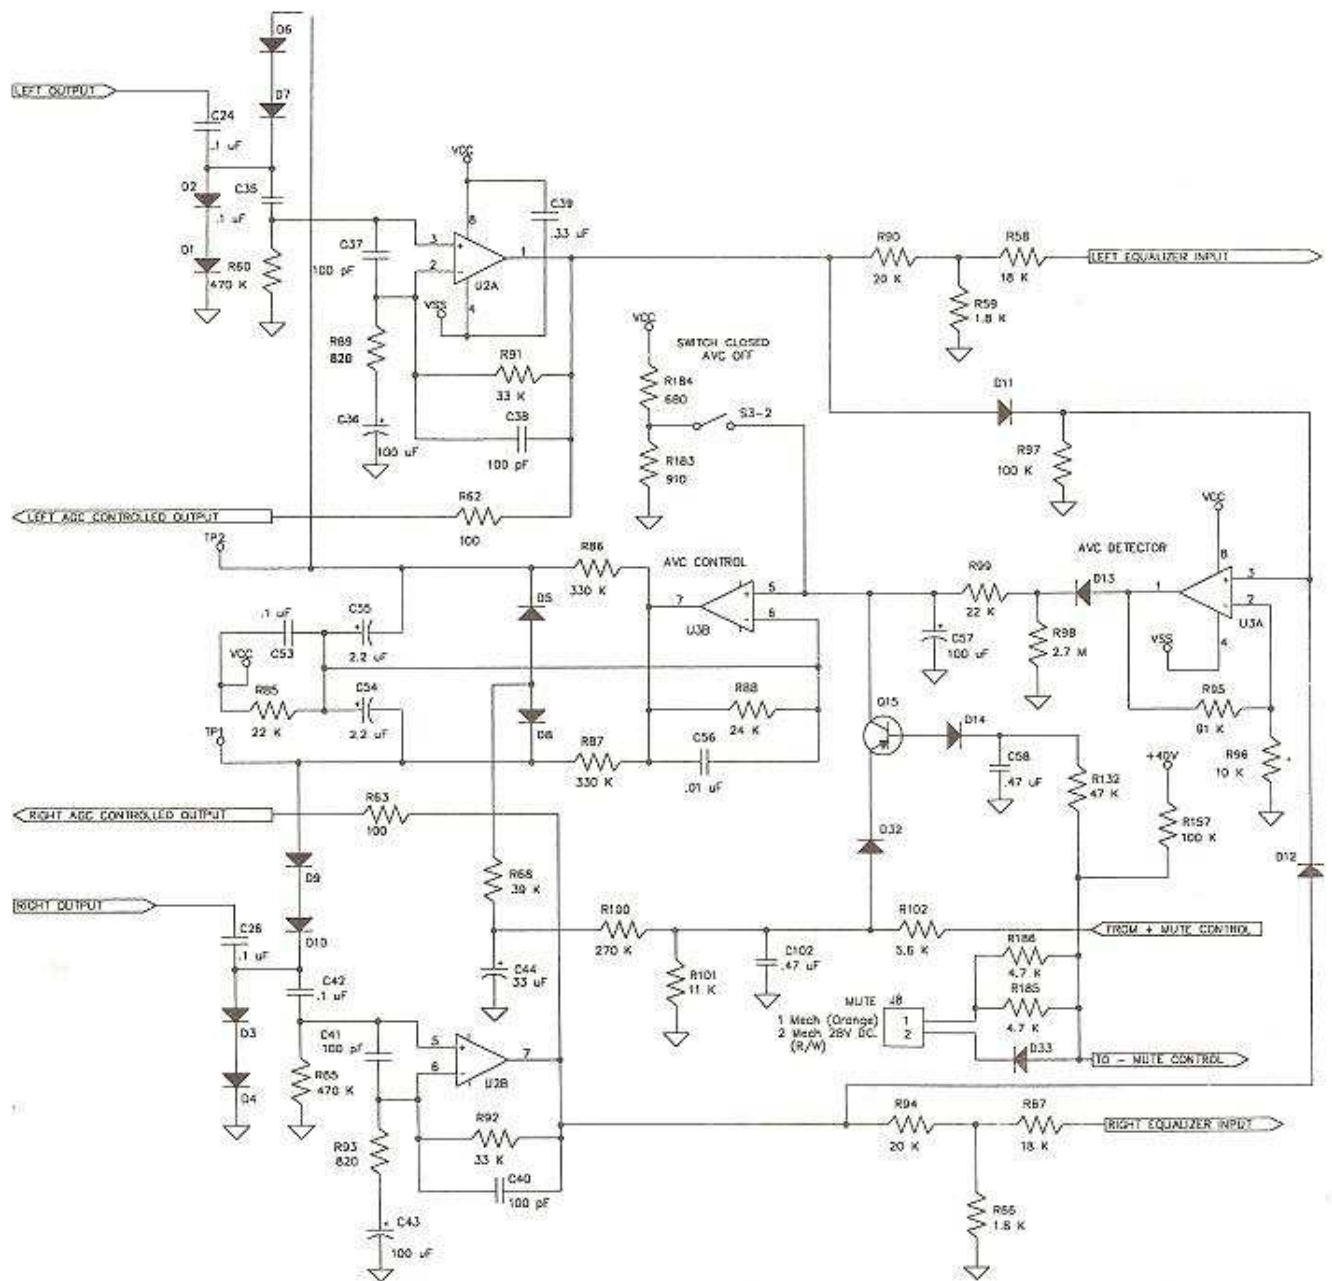 D6
LEFT OUTPUT
D7
C24
.1 uF
VCC
D2
C35
.1 uF
8
C39
.33 uF
D1
R60
470 K
C37
100 pF
3
2
1
U2A
4
VSS
R90
20 K
R58
18 K
LEFT EQUALIZER INPUT
R59
1.8 K
VCC
SWITCH CLOSED
AVC OFF
R89
820
R91
33 K
R184
680
D11
C36
100 uF
C38
100 pF
S3-2
R183
910
R97
100 K
R62
100
LEFT AGC CONTROLLED OUTPUT
VCC
TP2
R86
330 K
AVC CONTROL
AVC DETECTOR
8
R99
22 K
D13
1
3
2
U3A
.1 uF
C53
C55
2.2 uF
D5
7
5
6
U3B
C57
100 uF
R98
2.7 M
VSS
4
VCC
R85
22 K
C54
2.2 uF
R88
24 K
R95
91 K
Q15
TP1
D8
C56
.01 uF
D14
R87
330 K
C58
.47 uF
R132
47 K
+40V
R96
10 K
R63
100
RIGHT AGC CONTROLLED OUTPUT
D32
R157
100 K
D9
R68
39 K
D12
RIGHT OUTPUT
C26
.1 uF
D10
R100
270 K
R102
5.6 K
FROM + MUTE CONTROL
C42
.1 uF
C44
33 uF
R101
11 K
C102
.47 uF
R186
4.7 K
D3
MUTE
J8
R185
4.7 K
1 Mech (Orange)
2 Mech 28V DC.
(R/W)
1
2
C41
100 pF
5
6
7
U2B
D33
TO - MUTE CONTROL
R65
470 K
D4
R92
33 K
R94
20 K
R67
18 K
RIGHT EQUALIZER INPUT
R93
820
C40
100 pF
R66
1.8 K
C43
100 uF